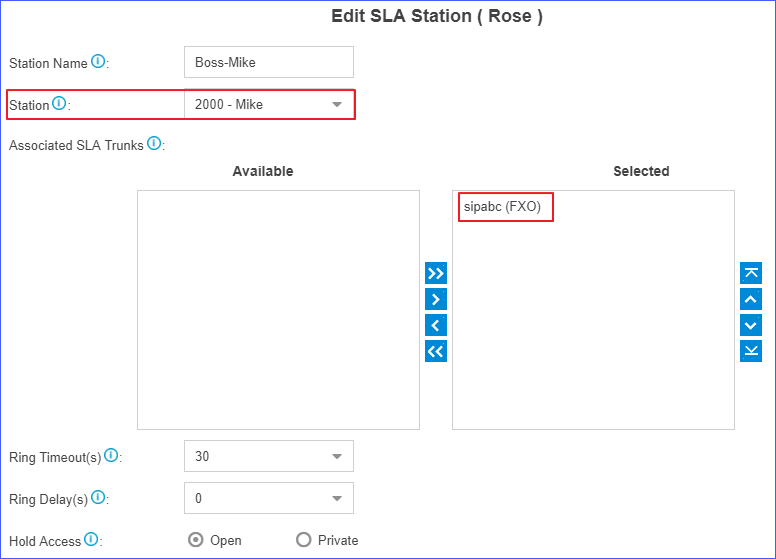 Edit SLA Station ( Rose )
Station Name ⓘ: Boss-Mike
Station ⓘ: 2000 - Mike
Associated SLA Trunks ⓘ:
Available Selected
sipabc (FXO)
Ring Timeout(s) ⓘ: 30
Ring Delay(s) ⓘ: 0
Hold Access ⓘ: Open Private